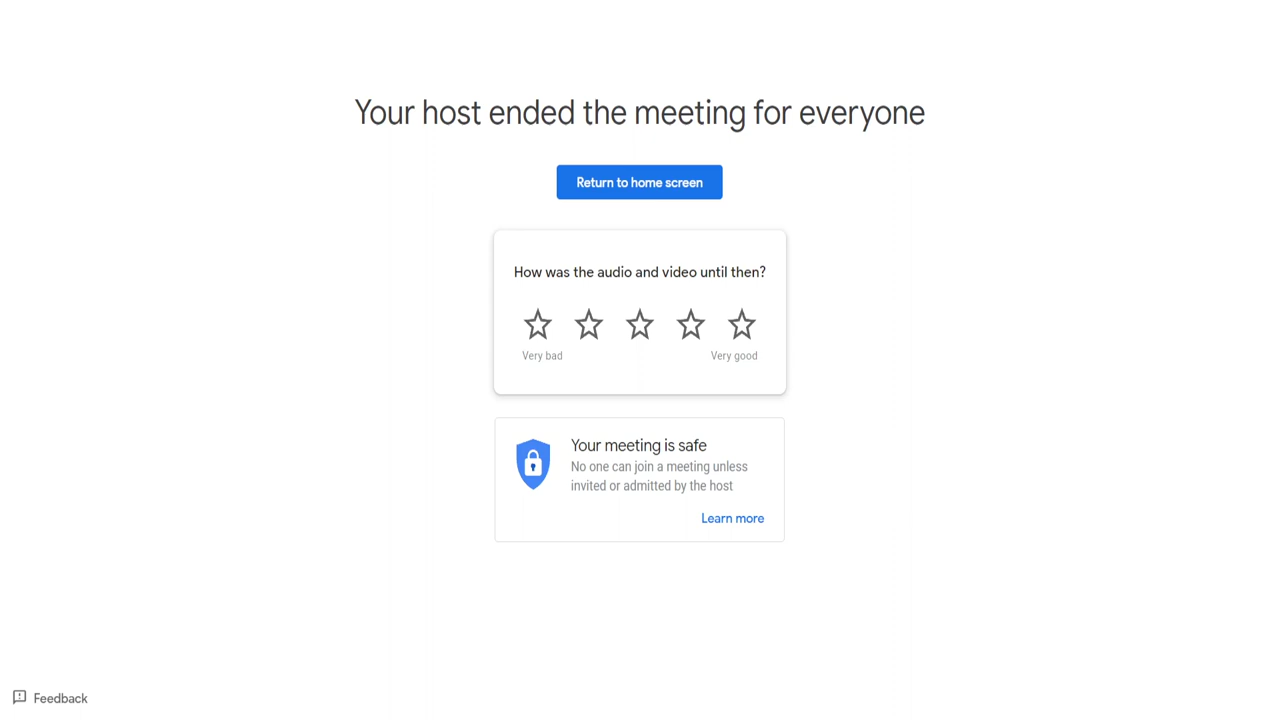 Your host ended the meeting for everyone
Return to home screen
How was the audio and video until then?
Very bad
Very good
Your meeting is safe
No one can join a meeting unless
invited or admitted by the host
Learn more
Feedback